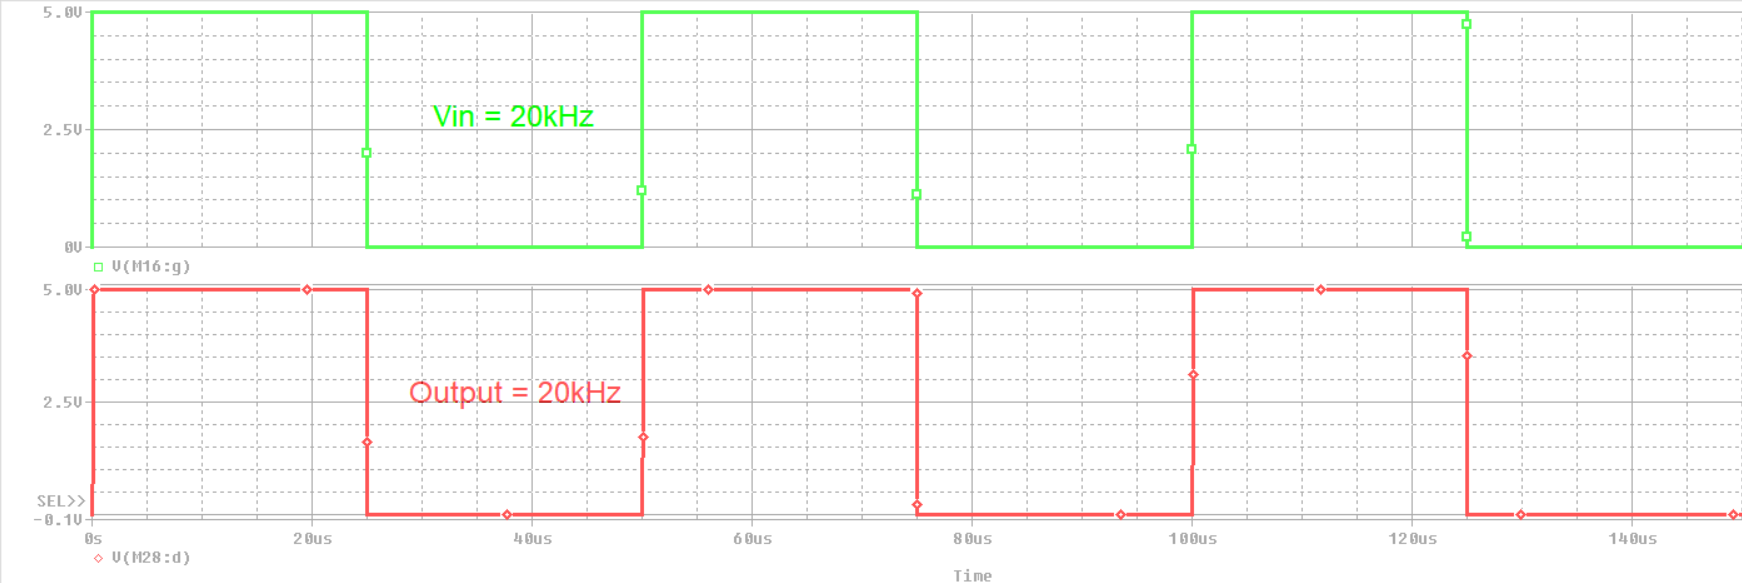 5.0V
Vin = 20kHz
2.5V
0V
V(M16:g)
5.0V
Output = 20kHz
2.5V
SEL>>
-0.1V
0s 20us 40us 60us 80us 100us 120us 140us
V(M28:d)
Time